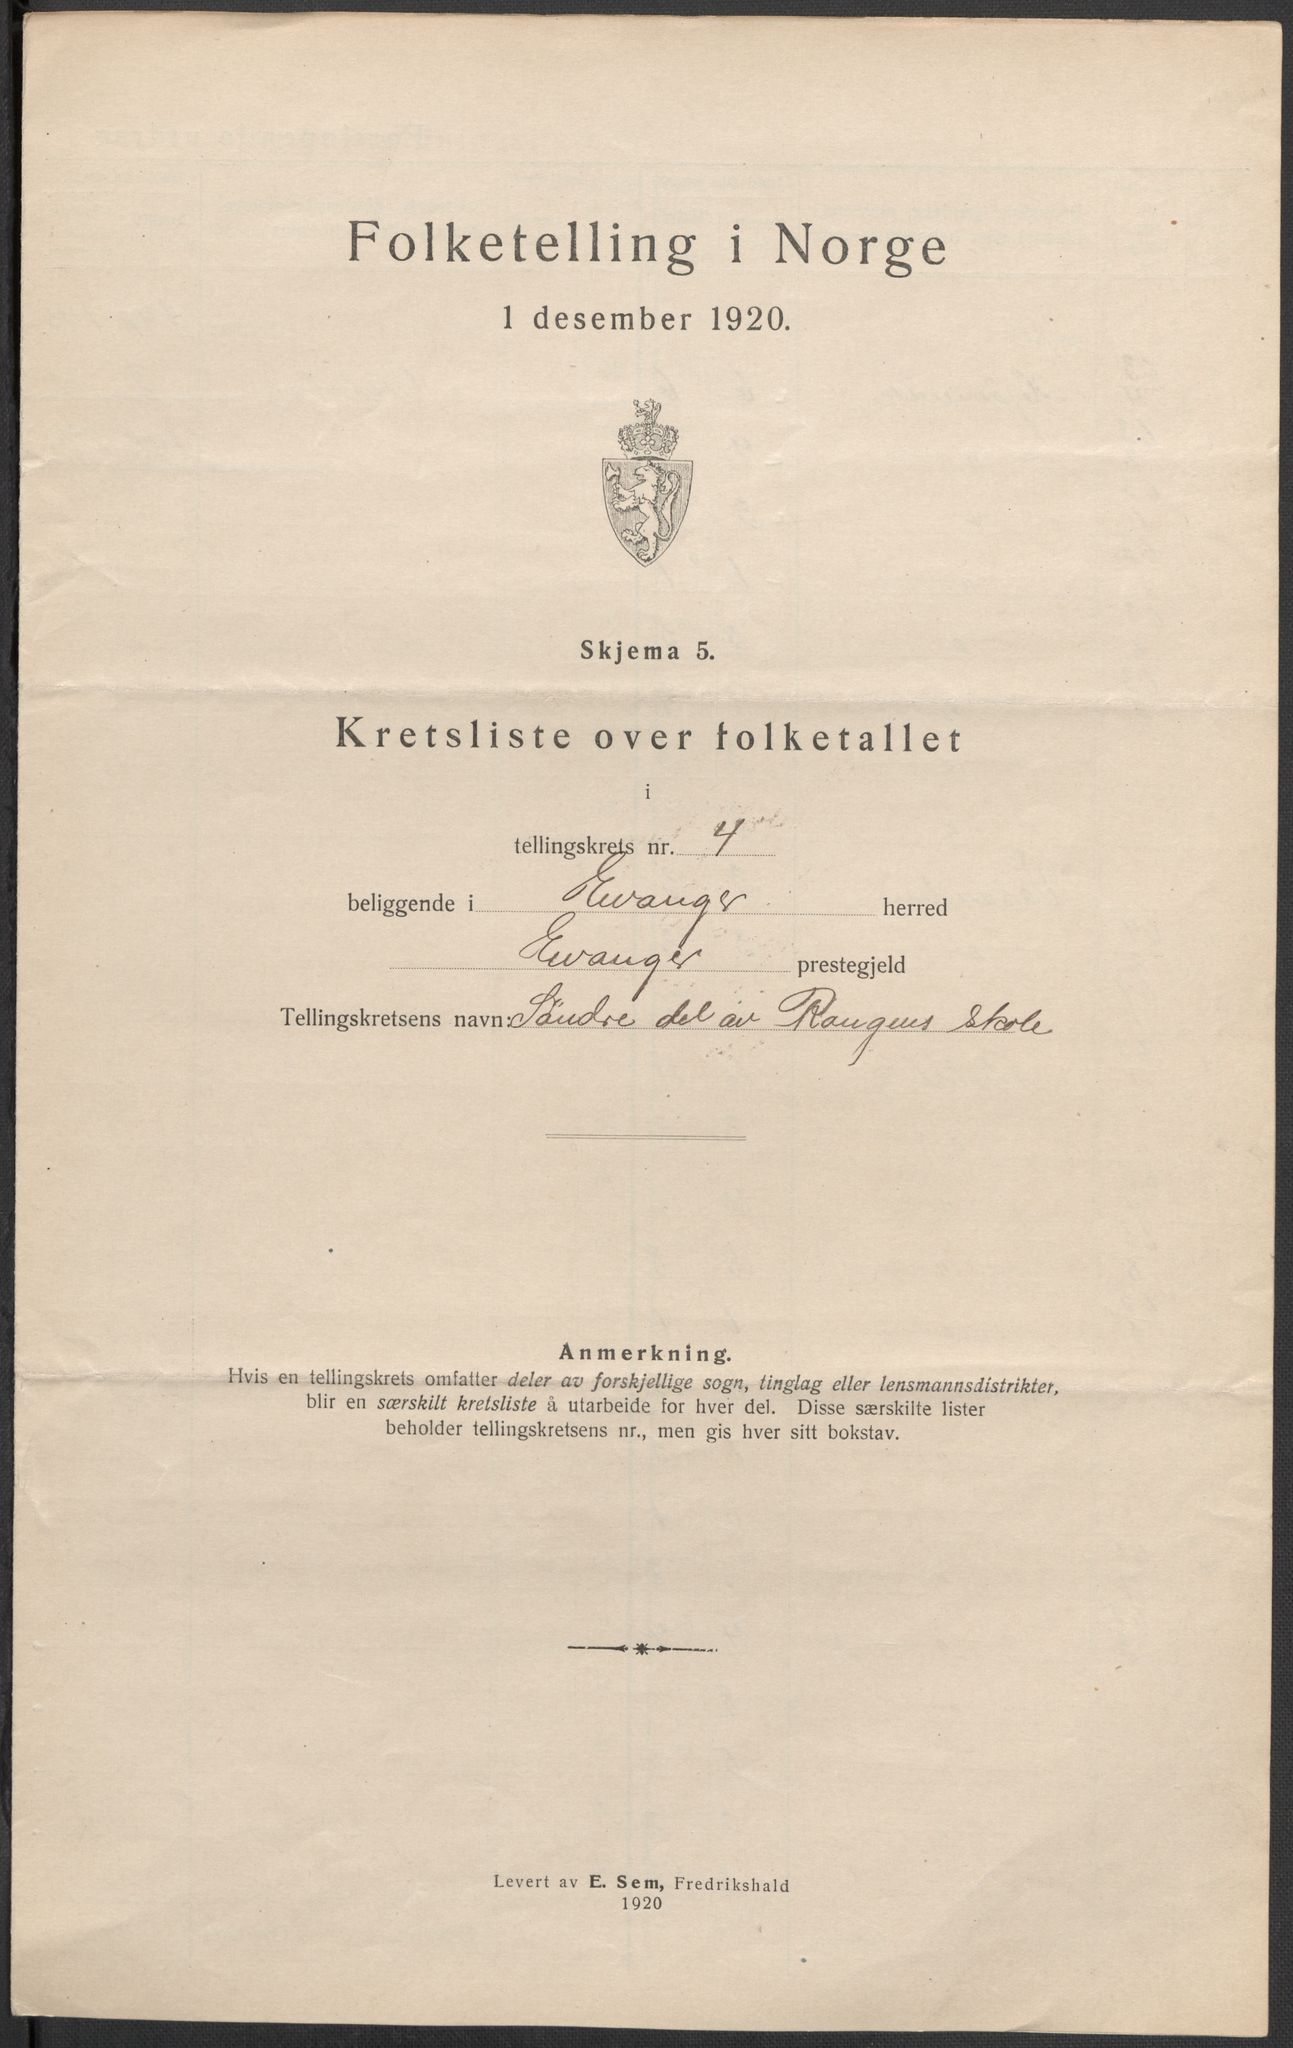 Folketelling i Norge
1 desember 1920.
Skjema 5.
Kretsliste over folketallet
i
tellingskrets nr. 4
beliggende i Evanger herred
Evanger prestegjeld
Tellingskretsens navn: Søndre del av Rangens Skole
Anmerkning.
Hvis en tellingskrets omfatter deler av forskjellige sogn, tinglag eller lensmannsdistrikter,
blir en særskilt kretsliste å utarbeide for hver del. Disse særskilte lister
beholder tellingskretsens nr., men gis hver sitt bokstav.
Levert av E. Sem, Fredrikshald
1920